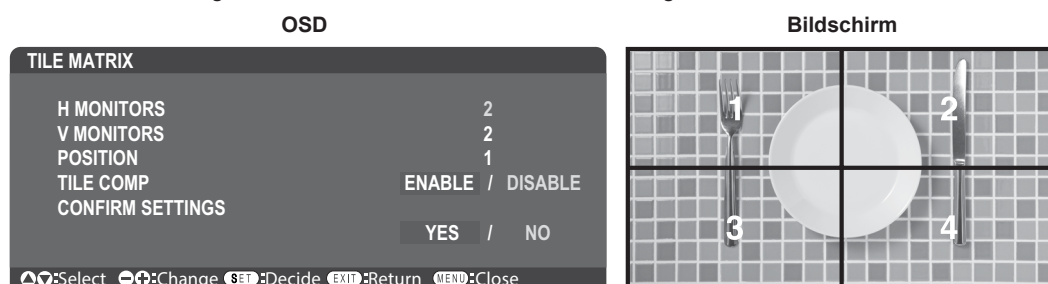 OSD
Bildschirm
TILE MATRIX
H MONITORS 2
V MONITORS 2
POSITION 1
TILE COMP ENABLE / DISABLE
CONFIRM SETTINGS
YES / NO
Select Change SET:Decide EXIT:Return MENU:Close
1 2
3 4